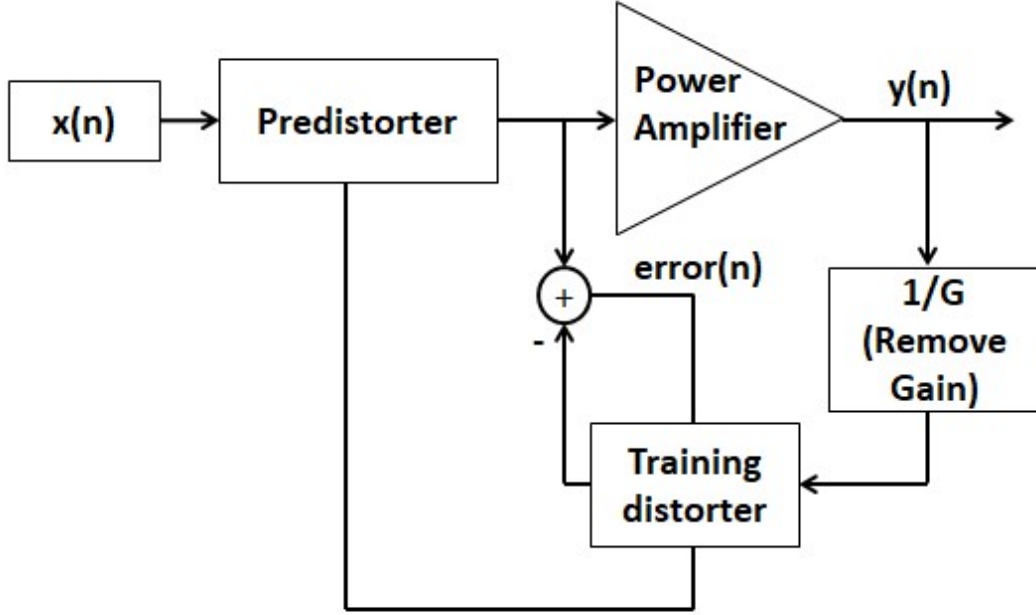 x(n)
Predistorter
Power
Amplifier
y(n)
error(n)
+
-
1/G
(Remove
Gain)
Training
distorter